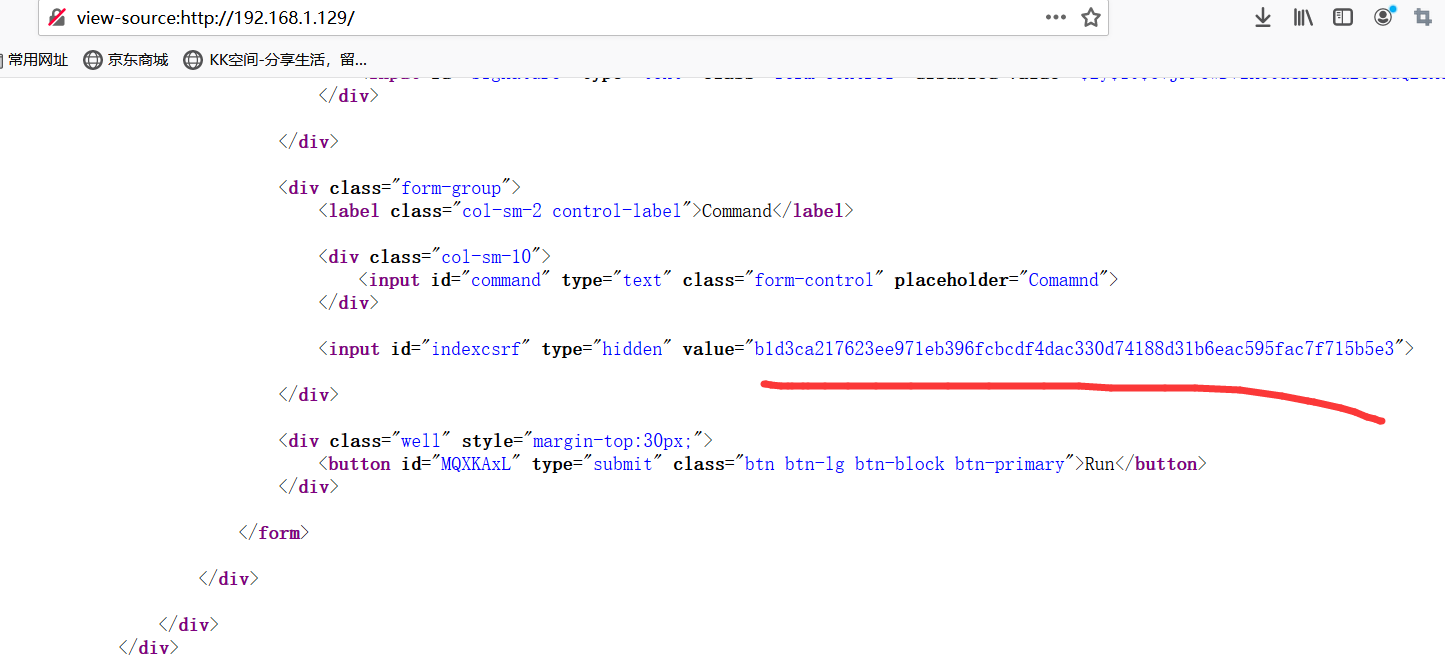 view-source:http://192.168.1.129/
常用网址 京东商城 KK空间-分享生活，留...
</div>
</div>
<div class="form-group">
<label class="col-sm-2 control-label">Command</label>
<div class="col-sm-10">
<input id="command" type="text" class="form-control" placeholder="Comamnd">
</div>
<input id="indexcsrf" type="hidden" value="b1d3ca217623ee971eb396fcbcdf4dac330d74188d31b6eac595fac7f715b5e3">
</div>
<div class="well" style="margin-top:30px;">
<button id="MQXKAxL" type="submit" class="btn btn-lg btn-block btn-primary">Run</button>
</div>
</form>
</div>
</div>
</div>